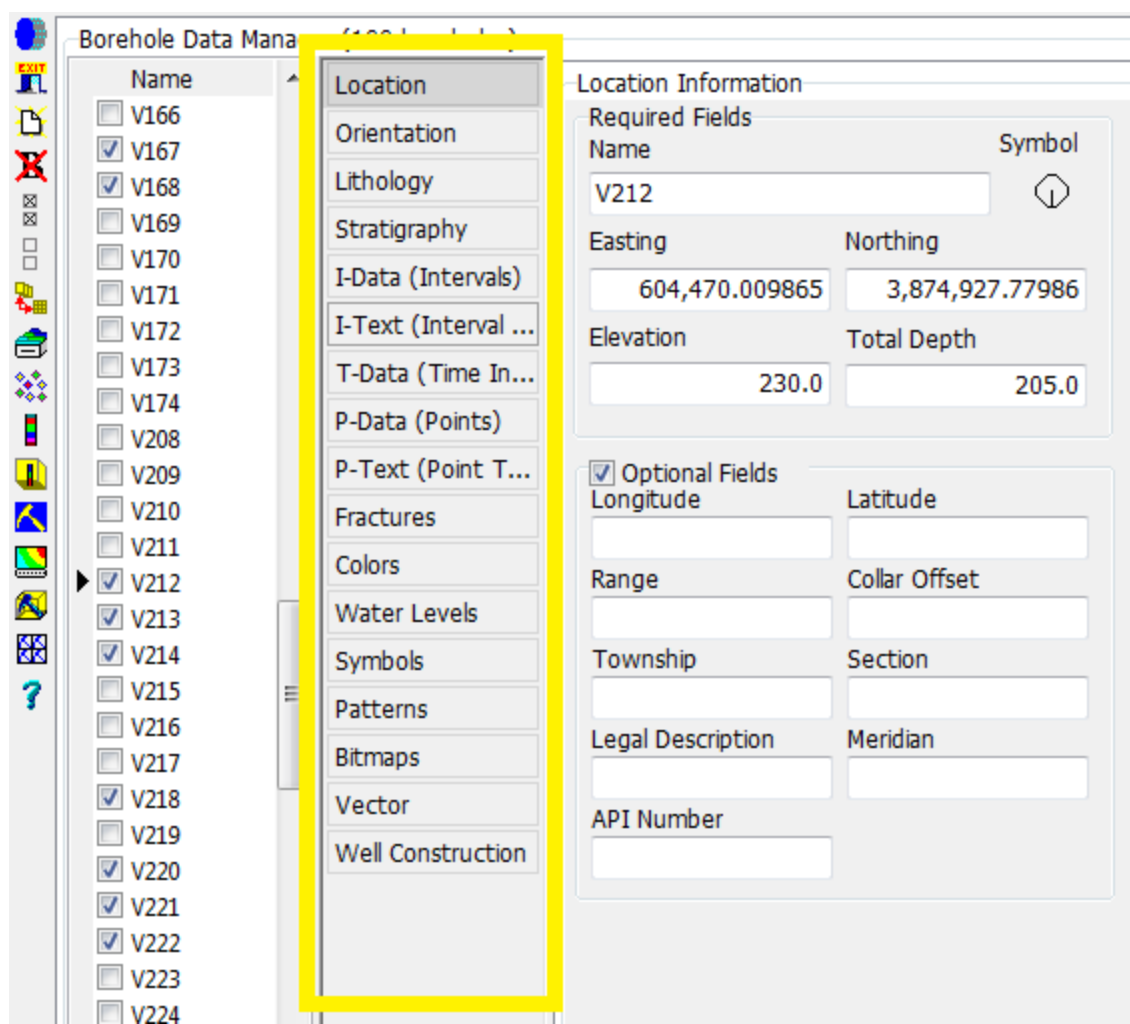 Borehole Data Mana
EXIT
Name
V166
V167
V168
V169
V170
V171
V172
V173
V174
V208
V209
V210
V211
V212
V213
V214
V215
V216
V217
V218
V219
V220
V221
V222
V223
V224
Location
Orientation
Lithology
Stratigraphy
I-Data (Intervals)
I-Text (Interval ...
T-Data (Time In...
P-Data (Points)
P-Text (Point T...
Fractures
Colors
Water Levels
Symbols
Patterns
Bitmaps
Vector
Well Construction
Location Information
Required Fields
Name Symbol
V212
Easting Northing
604,470.009865 3,874,927.77986
Elevation Total Depth
230.0 205.0
Optional Fields
Longitude Latitude
Range Collar Offset
Township Section
Legal Description Meridian
API Number